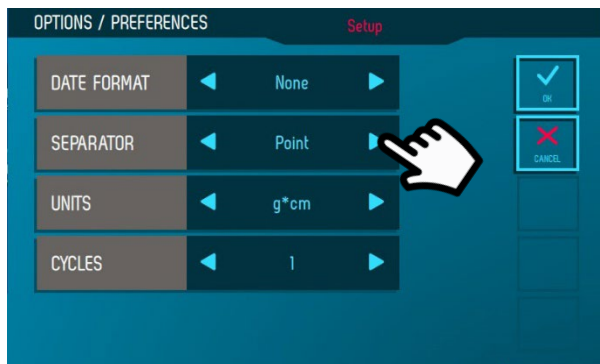 OPTIONS / PREFERENCES
Setup
DATE FORMAT
None
SEPARATOR
Point
UNITS
g*cm
CYCLES
1
OK
CANCEL